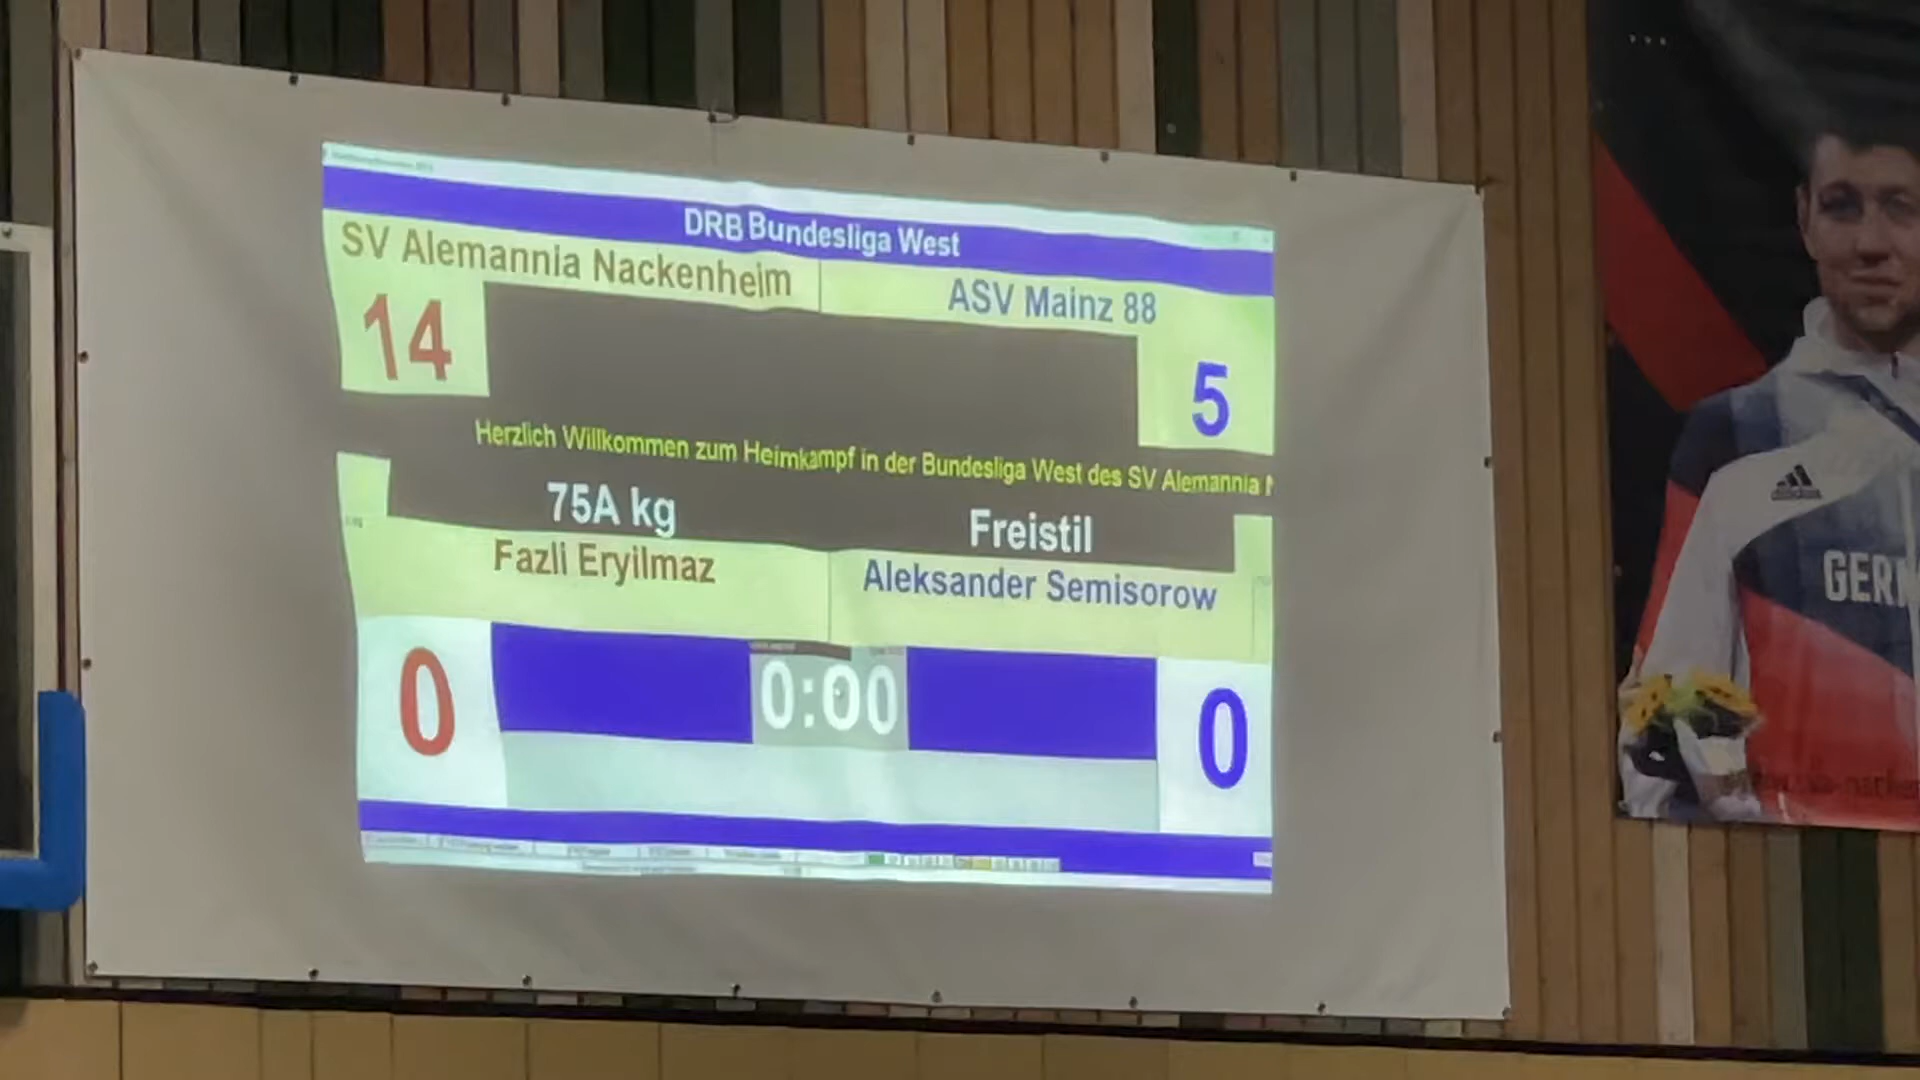 DRB Bundesliga West
SV Alemannia Nackenheim
ASV Mainz 88
14
5
Herzlich Willkommen zum Heimkampf in der Bundesliga West des SV Alemannia
75A kg
Freistil
Fazli Eryilmaz
Aleksander Semisorow
0
0:00
0
adidas
GERM